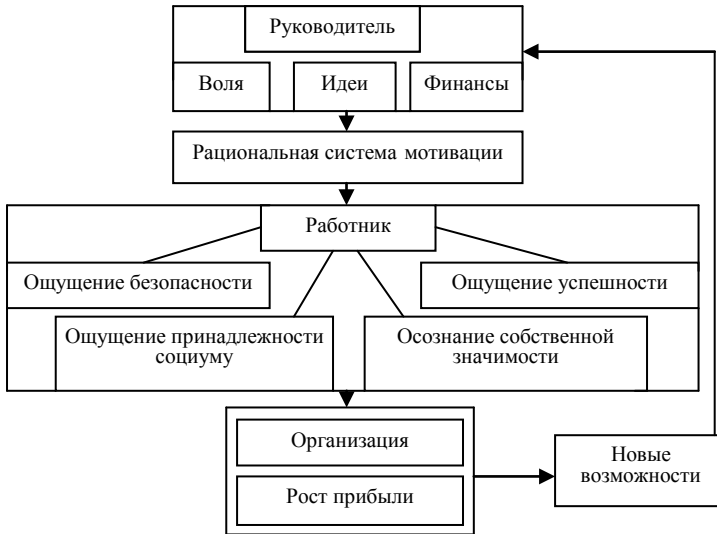 Руководитель
Воля
Идеи
Финансы
Рациональная система мотивации
Работник
Ощущение безопасности
Ощущение успешности
Ощущение принадлежности
социуму
Осознание собственной
значимости
Организация
Рост прибыли
Новые
возможности